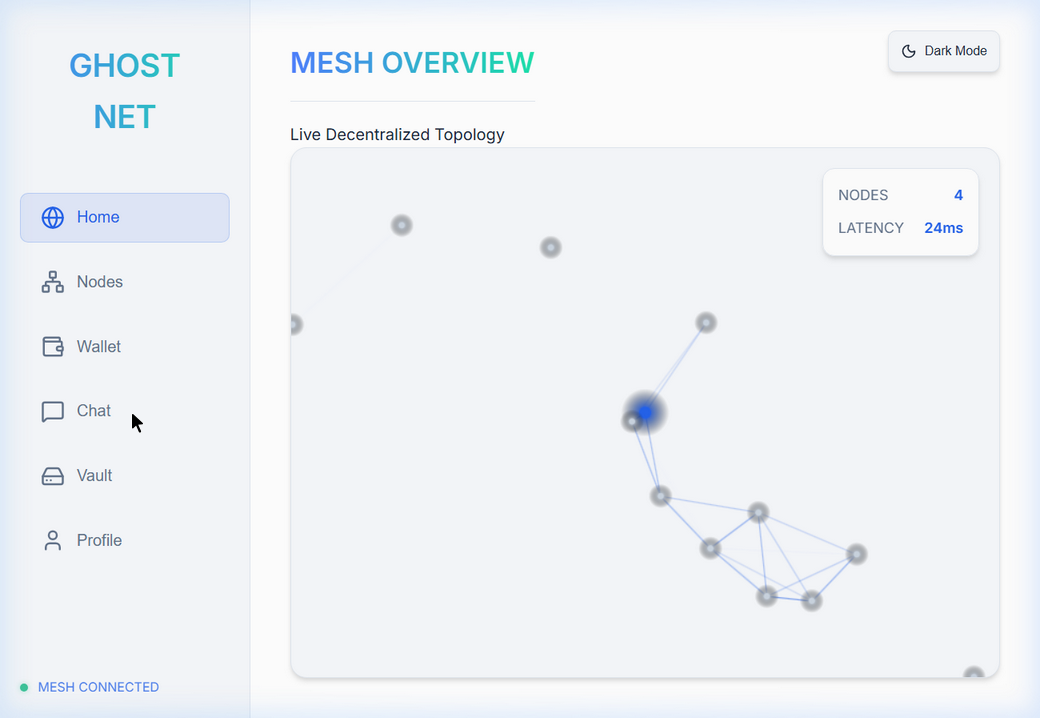 GHOST
NET
Home
Nodes
Wallet
Chat
Vault
Profile
MESH CONNECTED
MESH OVERVIEW
Dark Mode
Live Decentralized Topology
NODES 4
LATENCY 24ms